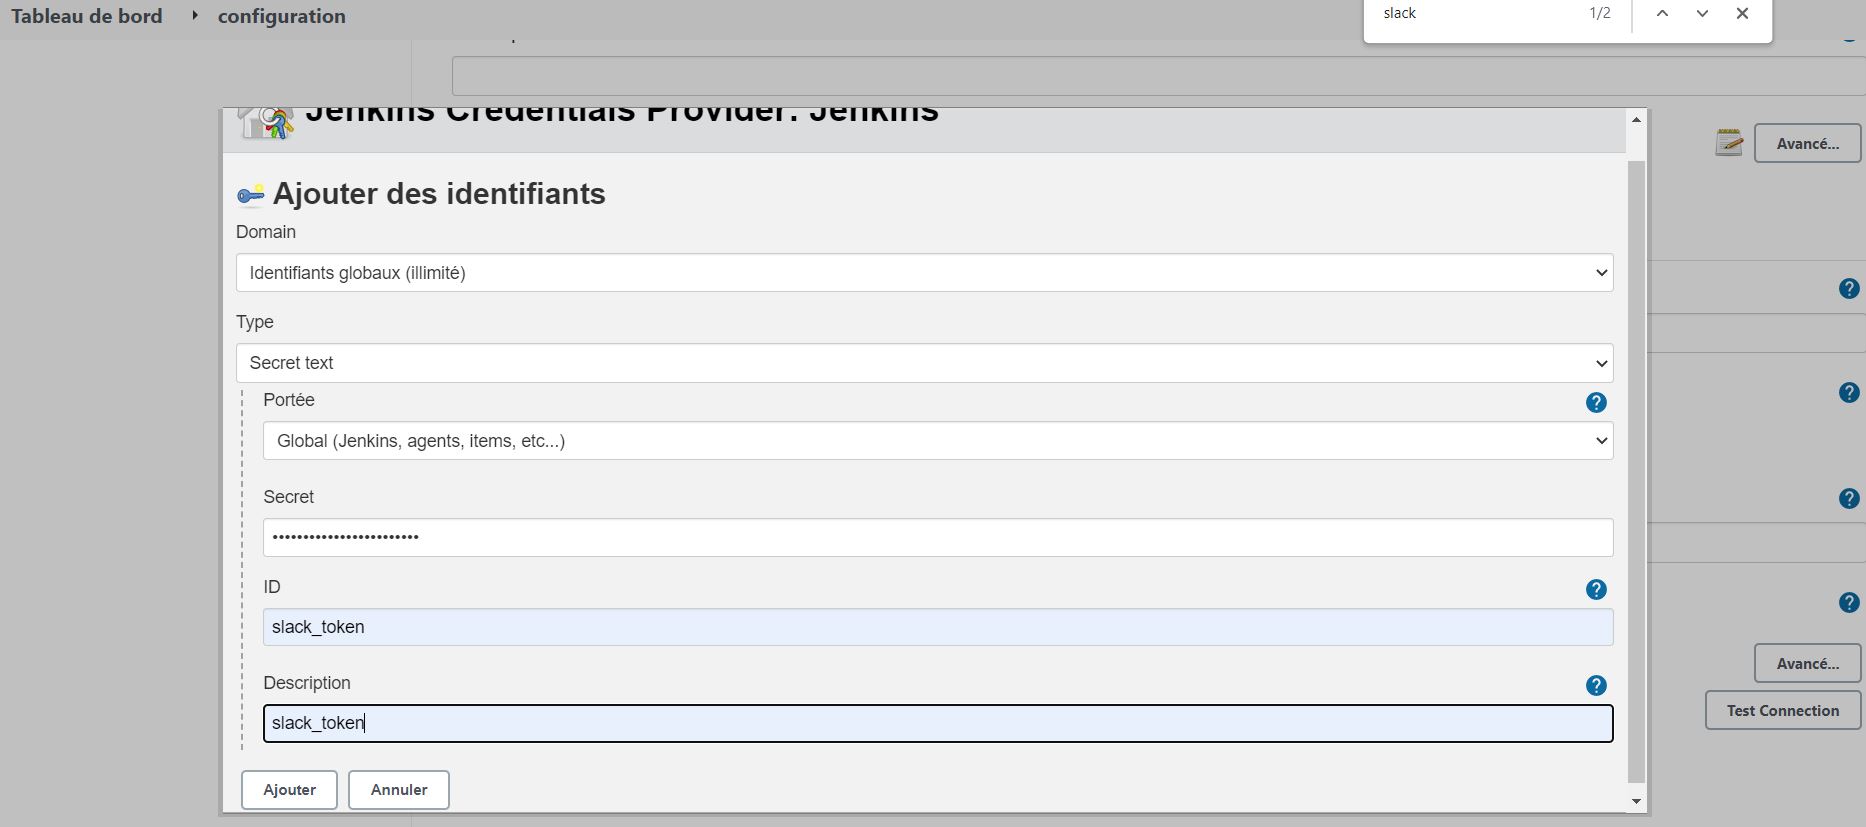 Tableau de bord
configuration
slack
1/2
Jenkins Credentials Provider: Jenkins
Avancé...
Ajouter des identifiants
Domain
Identifiants globaux (illimité)
Type
Secret text
Portée
Global (Jenkins, agents, items, etc...)
Secret
••••••••••••••••••••••••
ID
slack_token
Description
slack_token
Avancé...
Test Connection
Ajouter
Annuler